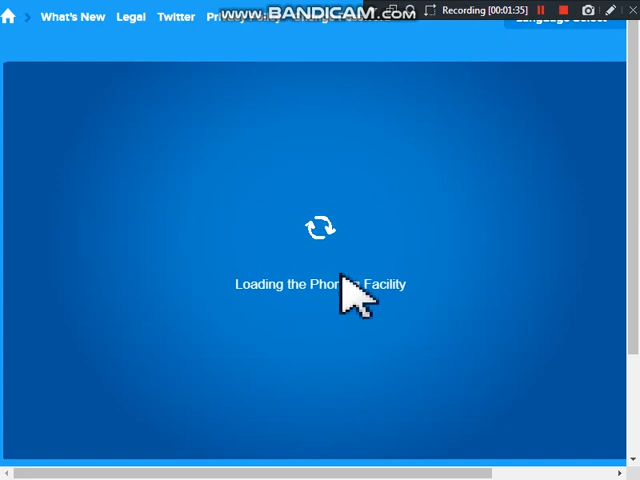 www.BANDICAM.com
Recording [00:01:35]
What's New Legal Twitter
Loading the Facility